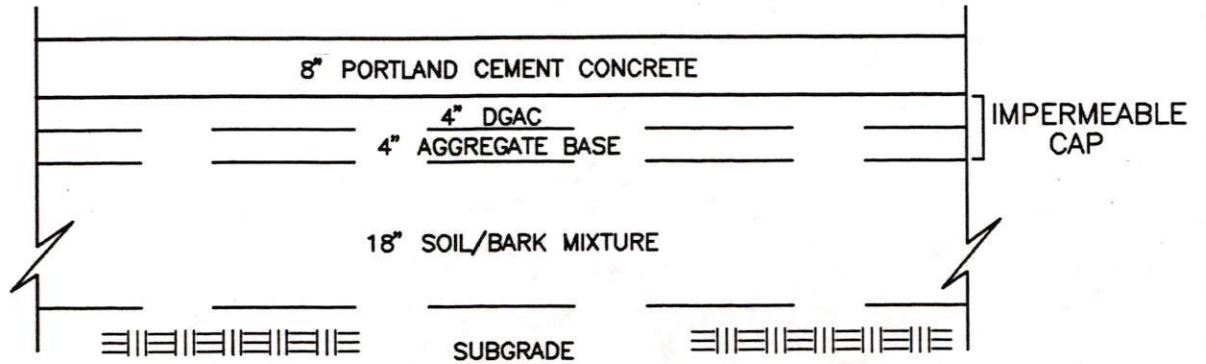 8" PORTLAND CEMENT CONCRETE
4" DGAC
4" AGGREGATE BASE
IMPERMEABLE
CAP
18" SOIL/BARK MIXTURE
SUBGRADE